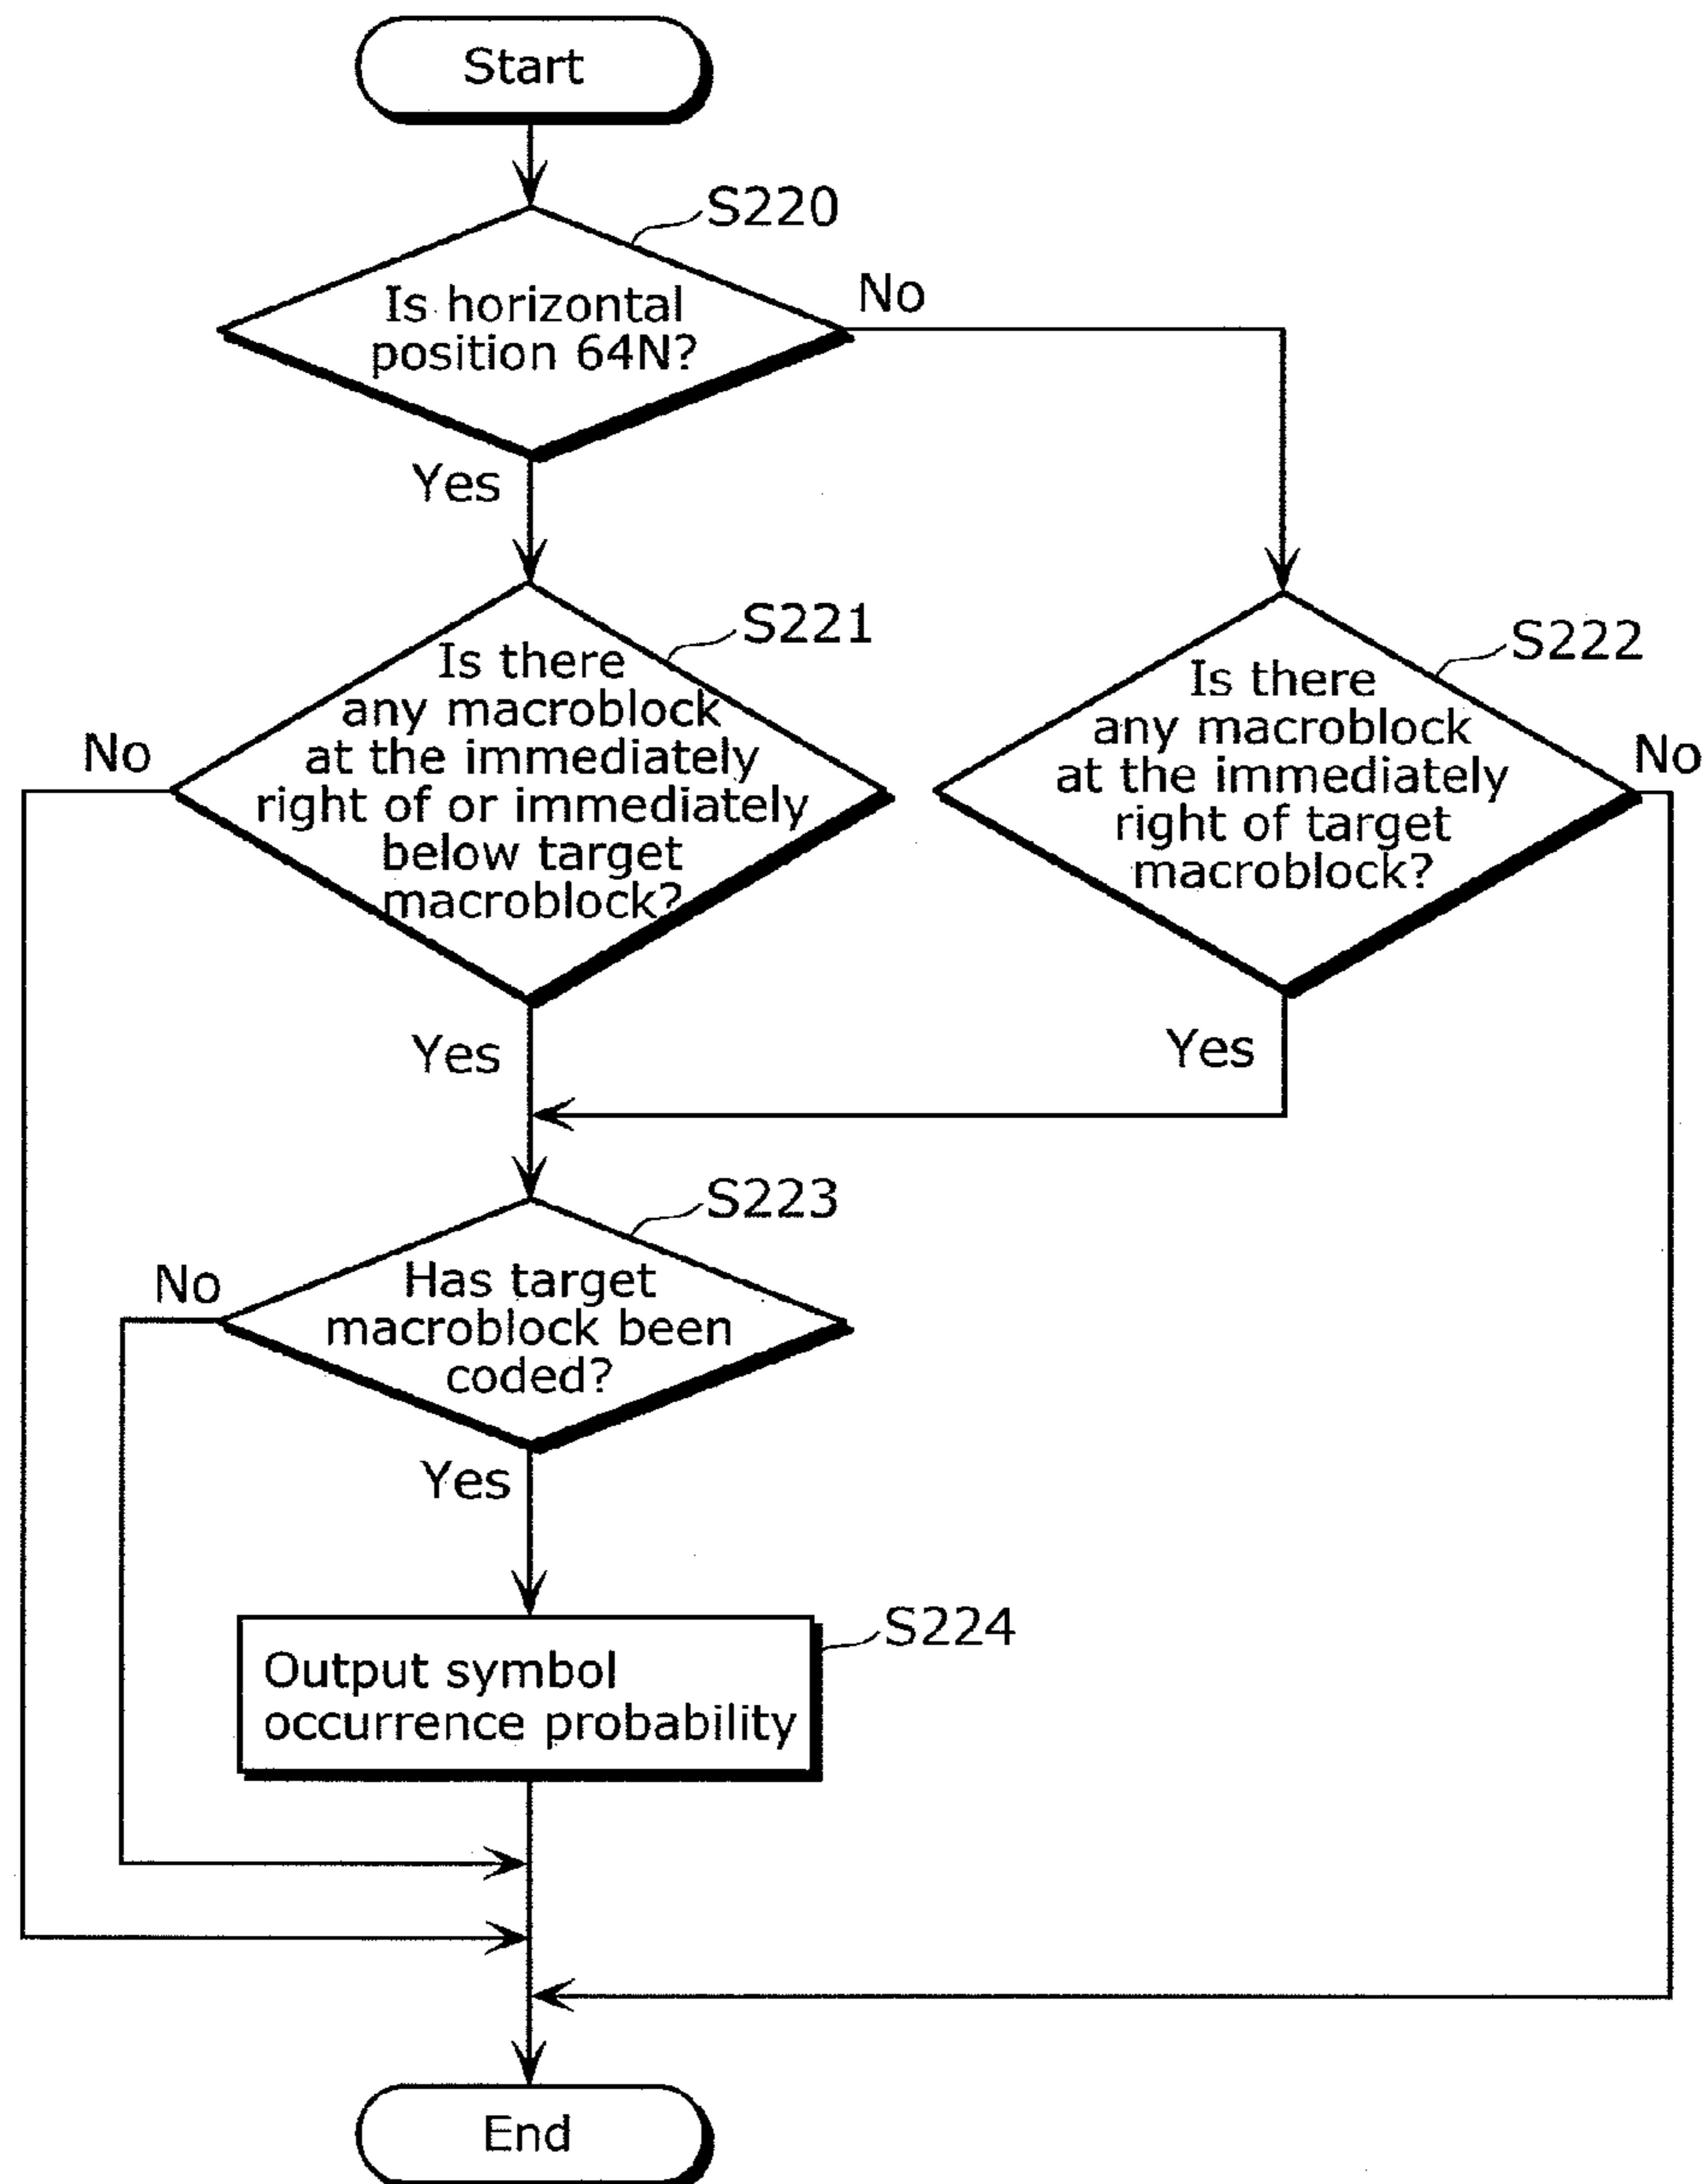 Start
S220
Is horizontal
position 64N?
No
Yes
S221
Is there
any macroblock
at the immediately
right of or immediately
below target
macroblock?
No
Yes
S222
Is there
any macroblock
at the immediately
right of target
macroblock?
No
Yes
S223
Has target
macroblock been
coded?
No
Yes
S224
Output symbol
occurrence probability
End